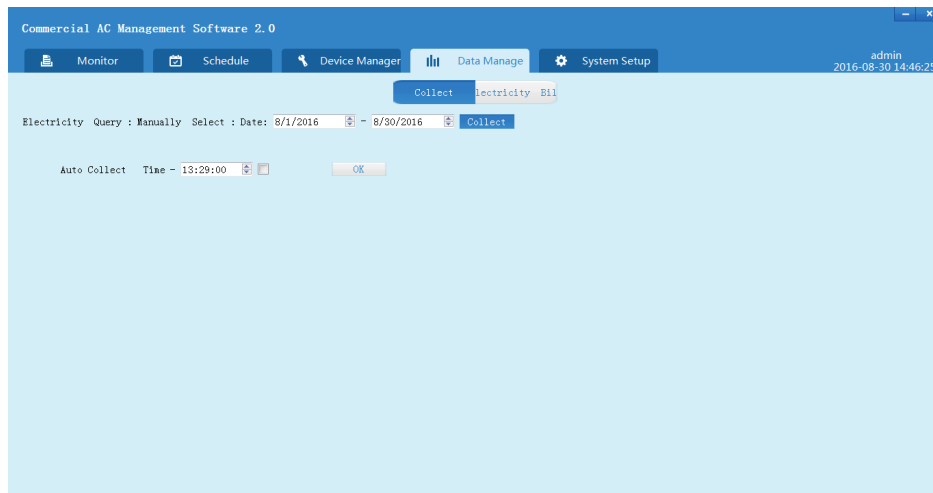 Commercial AC Management Software 2.0
Monitor Schedule Device Manager Data Manage System Setup admin
2016-08-30 14:46:25
Collect lectricity Bil
Electricity Query : Manually Select : Date: 8/1/2016 - 8/30/2016 Collect
Auto Collect Time - 13:29:00 OK